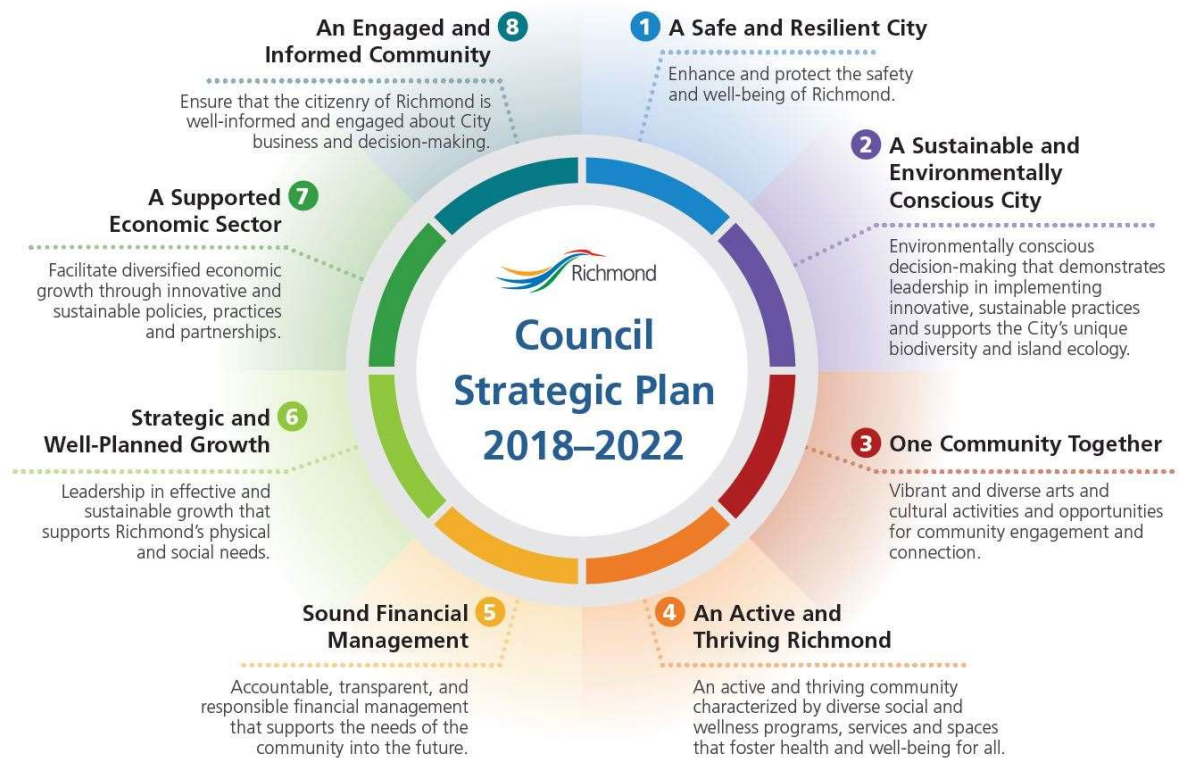 Richmond
Council
Strategic Plan
2018–2022
1 A Safe and Resilient City
Enhance and protect the safety
and well-being of Richmond.
2 A Sustainable and
Environmentally
Conscious City
Environmentally conscious
decision-making that demonstrates
leadership in implementing
innovative, sustainable practices
and supports the City's unique
biodiversity and island ecology.
3 One Community Together
Vibrant and diverse arts and
cultural activities and opportunities
for community engagement and
connection.
4 An Active and
Thriving Richmond
An active and thriving community
characterized by diverse social and
wellness programs, services and spaces
that foster health and well-being for all.
Sound Financial 5
Management
Accountable, transparent, and
responsible financial management
that supports the needs of the
community into the future.
Strategic and 6
Well-Planned Growth
Leadership in effective and
sustainable growth that
supports Richmond's physical
and social needs.
A Supported 7
Economic Sector
Facilitate diversified economic
growth through innovative and
sustainable policies, practices
and partnerships.
An Engaged and 8
Informed Community
Ensure that the citizenry of Richmond is
well-informed and engaged about City
business and decision-making.